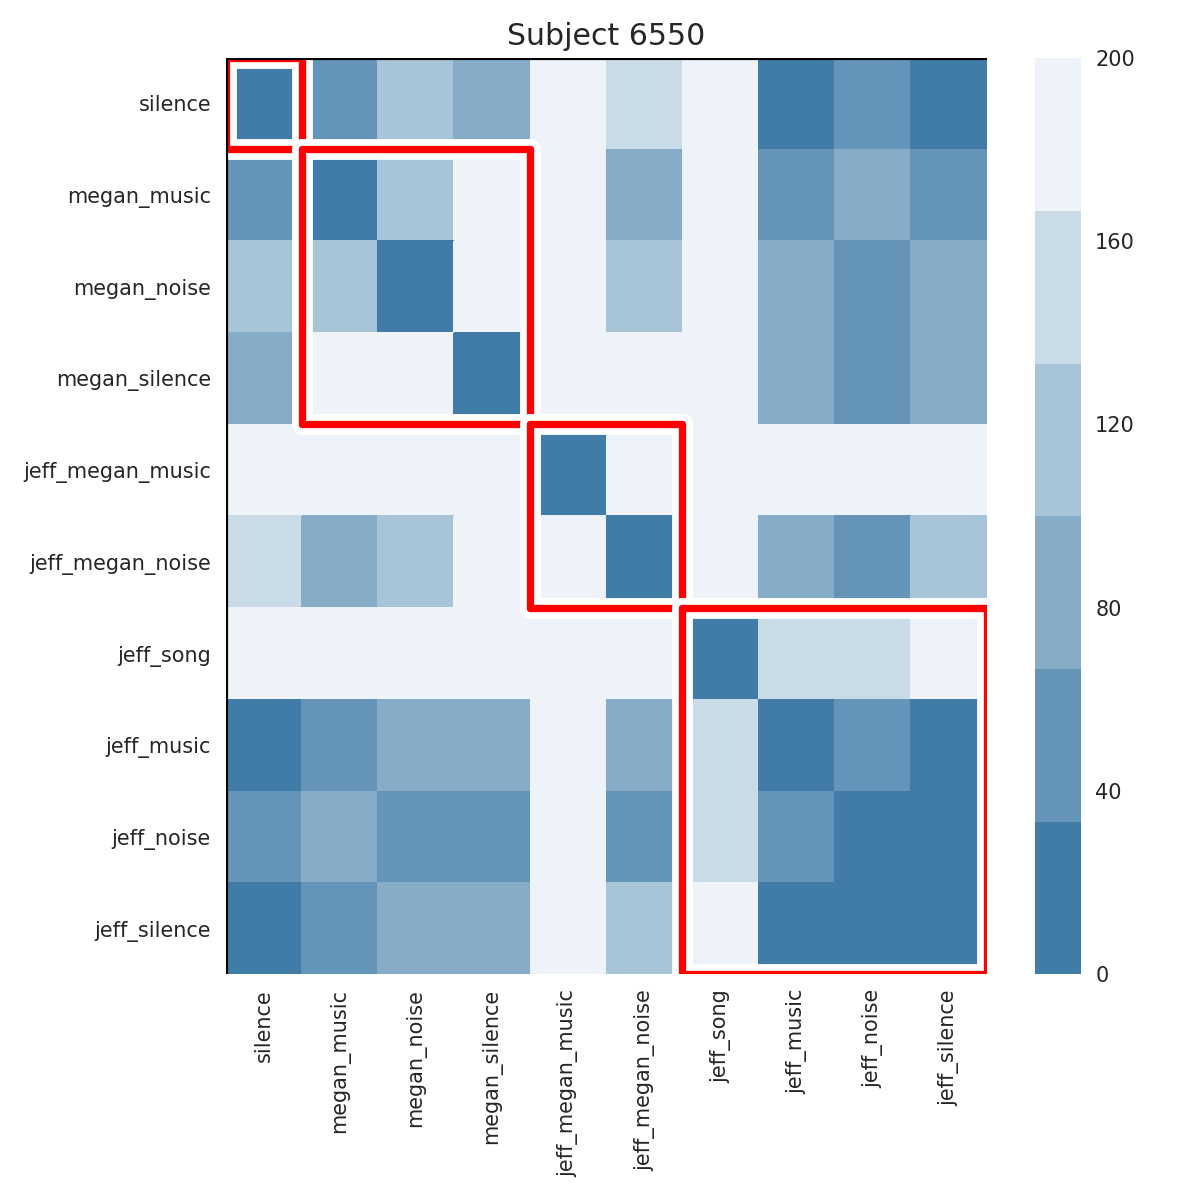 Subject 6550
silence
megan_music
megan_noise
megan_silence
jeff_megan_music
jeff_megan_noise
jeff_song
jeff_music
jeff_noise
jeff_silence
200
160
120
80
40
0
silence
megan_music
megan_noise
megan_silence
jeff_megan_music
jeff_megan_noise
jeff_song
jeff_music
jeff_noise
jeff_silence